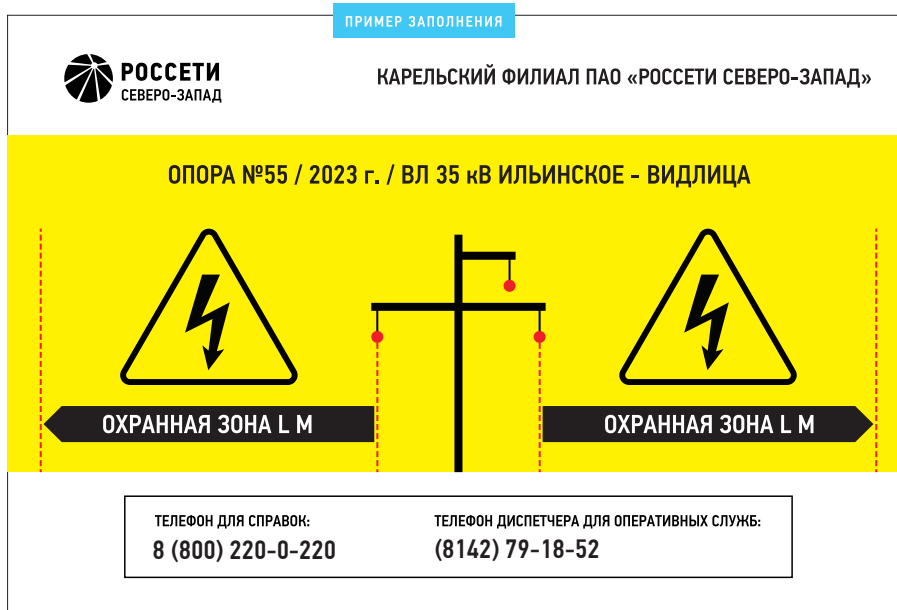 ПРИМЕР ЗАПОЛНЕНИЯ
РОССЕТИ
СЕВЕРО-ЗАПАД
КАРЕЛЬСКИЙ ФИЛИАЛ ПАО «РОССЕТИ СЕВЕРО-ЗАПАД»
ОПОРА №55 / 2023 г. / ВЛ 35 кВ ИЛЬИНСКОЕ - ВИДЛИЦА
ОХРАННАЯ ЗОНА L М
ОХРАННАЯ ЗОНА L М
ТЕЛЕФОН ДЛЯ СПРАВОК:
8 (800) 220-0-220
ТЕЛЕФОН ДИСПЕТЧЕРА ДЛЯ ОПЕРАТИВНЫХ СЛУЖБ:
(8142) 79-18-52